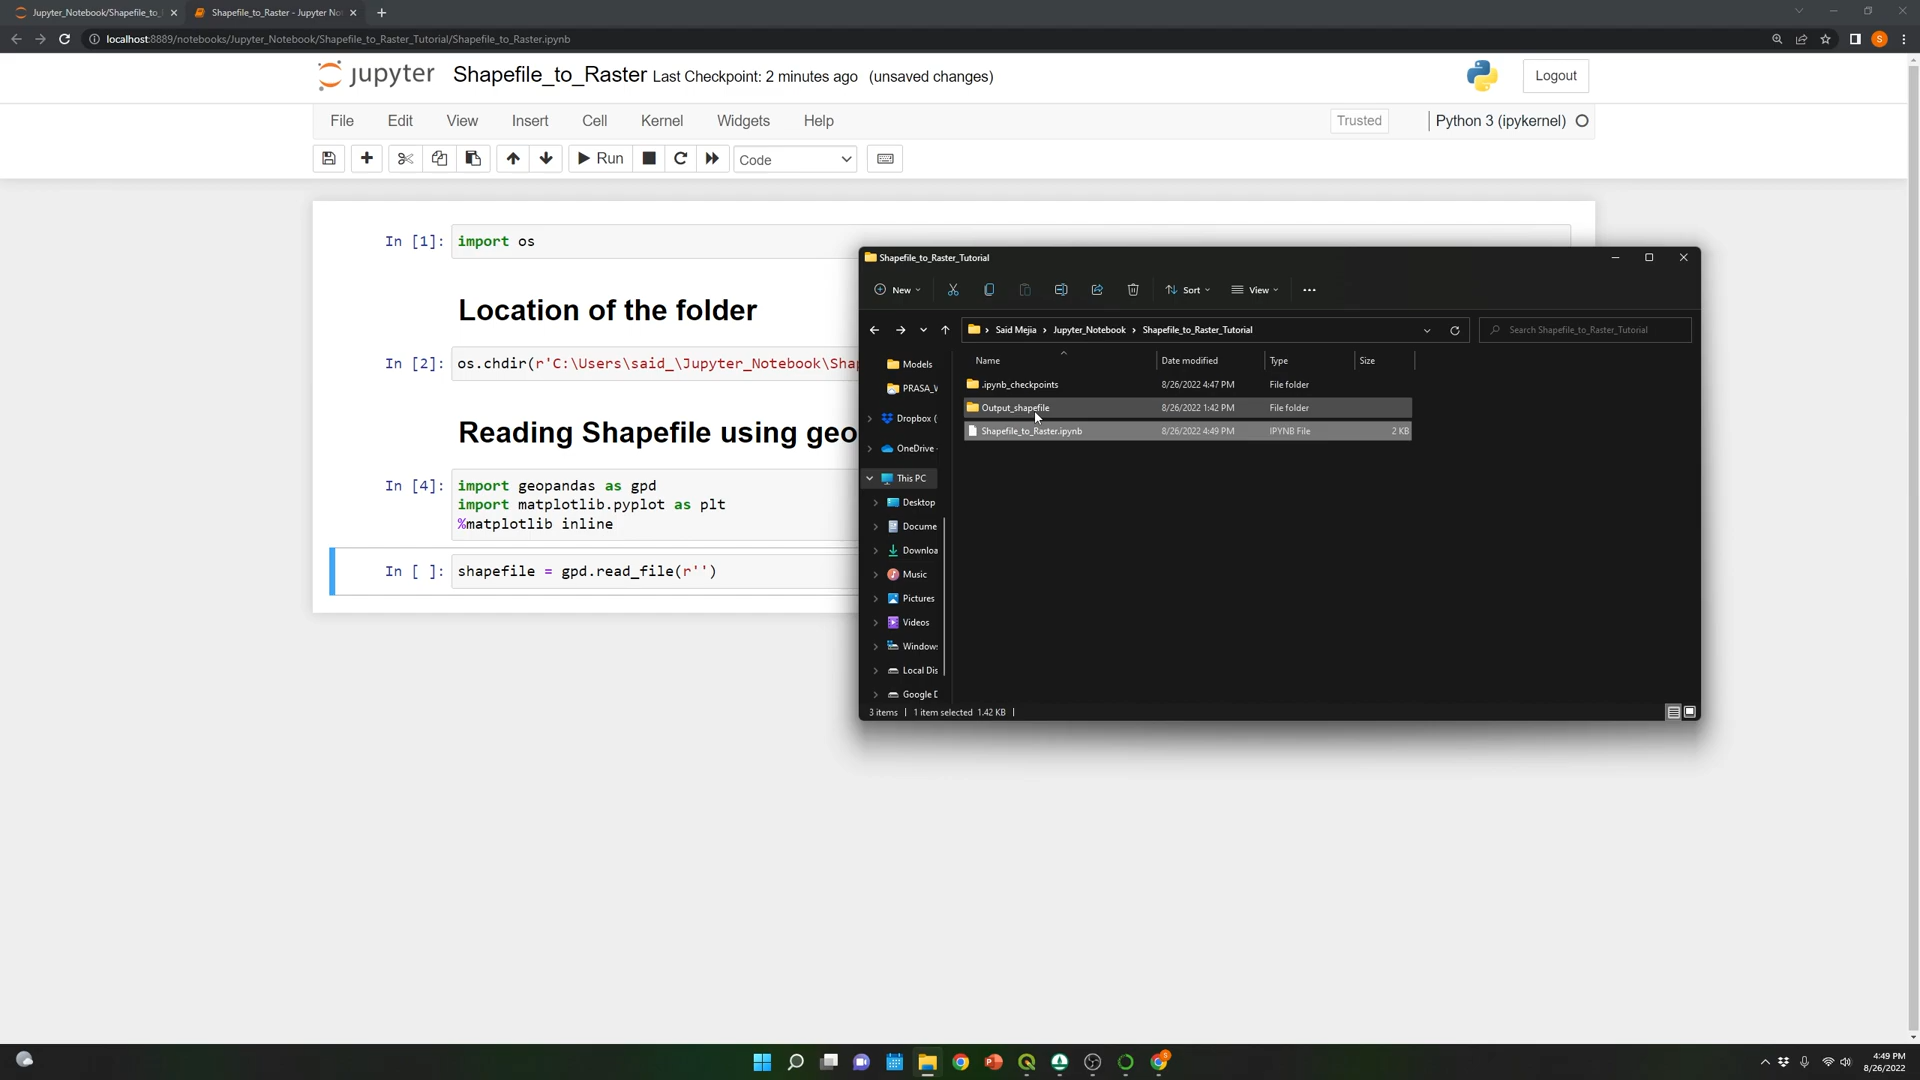 Jupyter_Notebook/Shapefile_to_
Shapefile_to_Raster - Jupyter No
localhost:8889/notebooks/Jupyter_Notebook/Shapefile_to_Raster_Tutorial/Shapefile_to_Raster.ipynb
S
jupyter Shapefile_to_Raster Last Checkpoint: 2 minutes ago (unsaved changes)
Logout
File Edit View Insert Cell Kernel Widgets Help
Trusted
Python 3 (ipykernel)
Run
Code
In [1]: import os
Location of the folder
In [2]: os.chdir(r'C:\Users\said_\Jupyter_Notebook\Shap
Reading Shapefile using geo
In [4]: import geopandas as gpd
import matplotlib.pyplot as plt
%matplotlib inline
In [ ]: shapefile = gpd.read_file(r'')
Shapefile_to_Raster_Tutorial
New Sort View
Said Mejia > Jupyter_Notebook > Shapefile_to_Raster_Tutorial
Search Shapefile_to_Raster_Tutorial
Models
PRASA_
Dropbox (
OneDrive
This PC
Desktop
Docume
Downloa
Music
Pictures
Videos
Window
Local Dis
Google
Name Date modified Type Size
.ipynb_checkpoints 8/26/2022 4:47 PM File folder
Output_shapefile 8/26/2022 1:42 PM File folder
Shapefile_to_Raster.ipynb 8/26/2022 4:49 PM IPYNB File 2 KB
3 items 1 item selected 1.42 KB
4:49 PM
8/26/2022